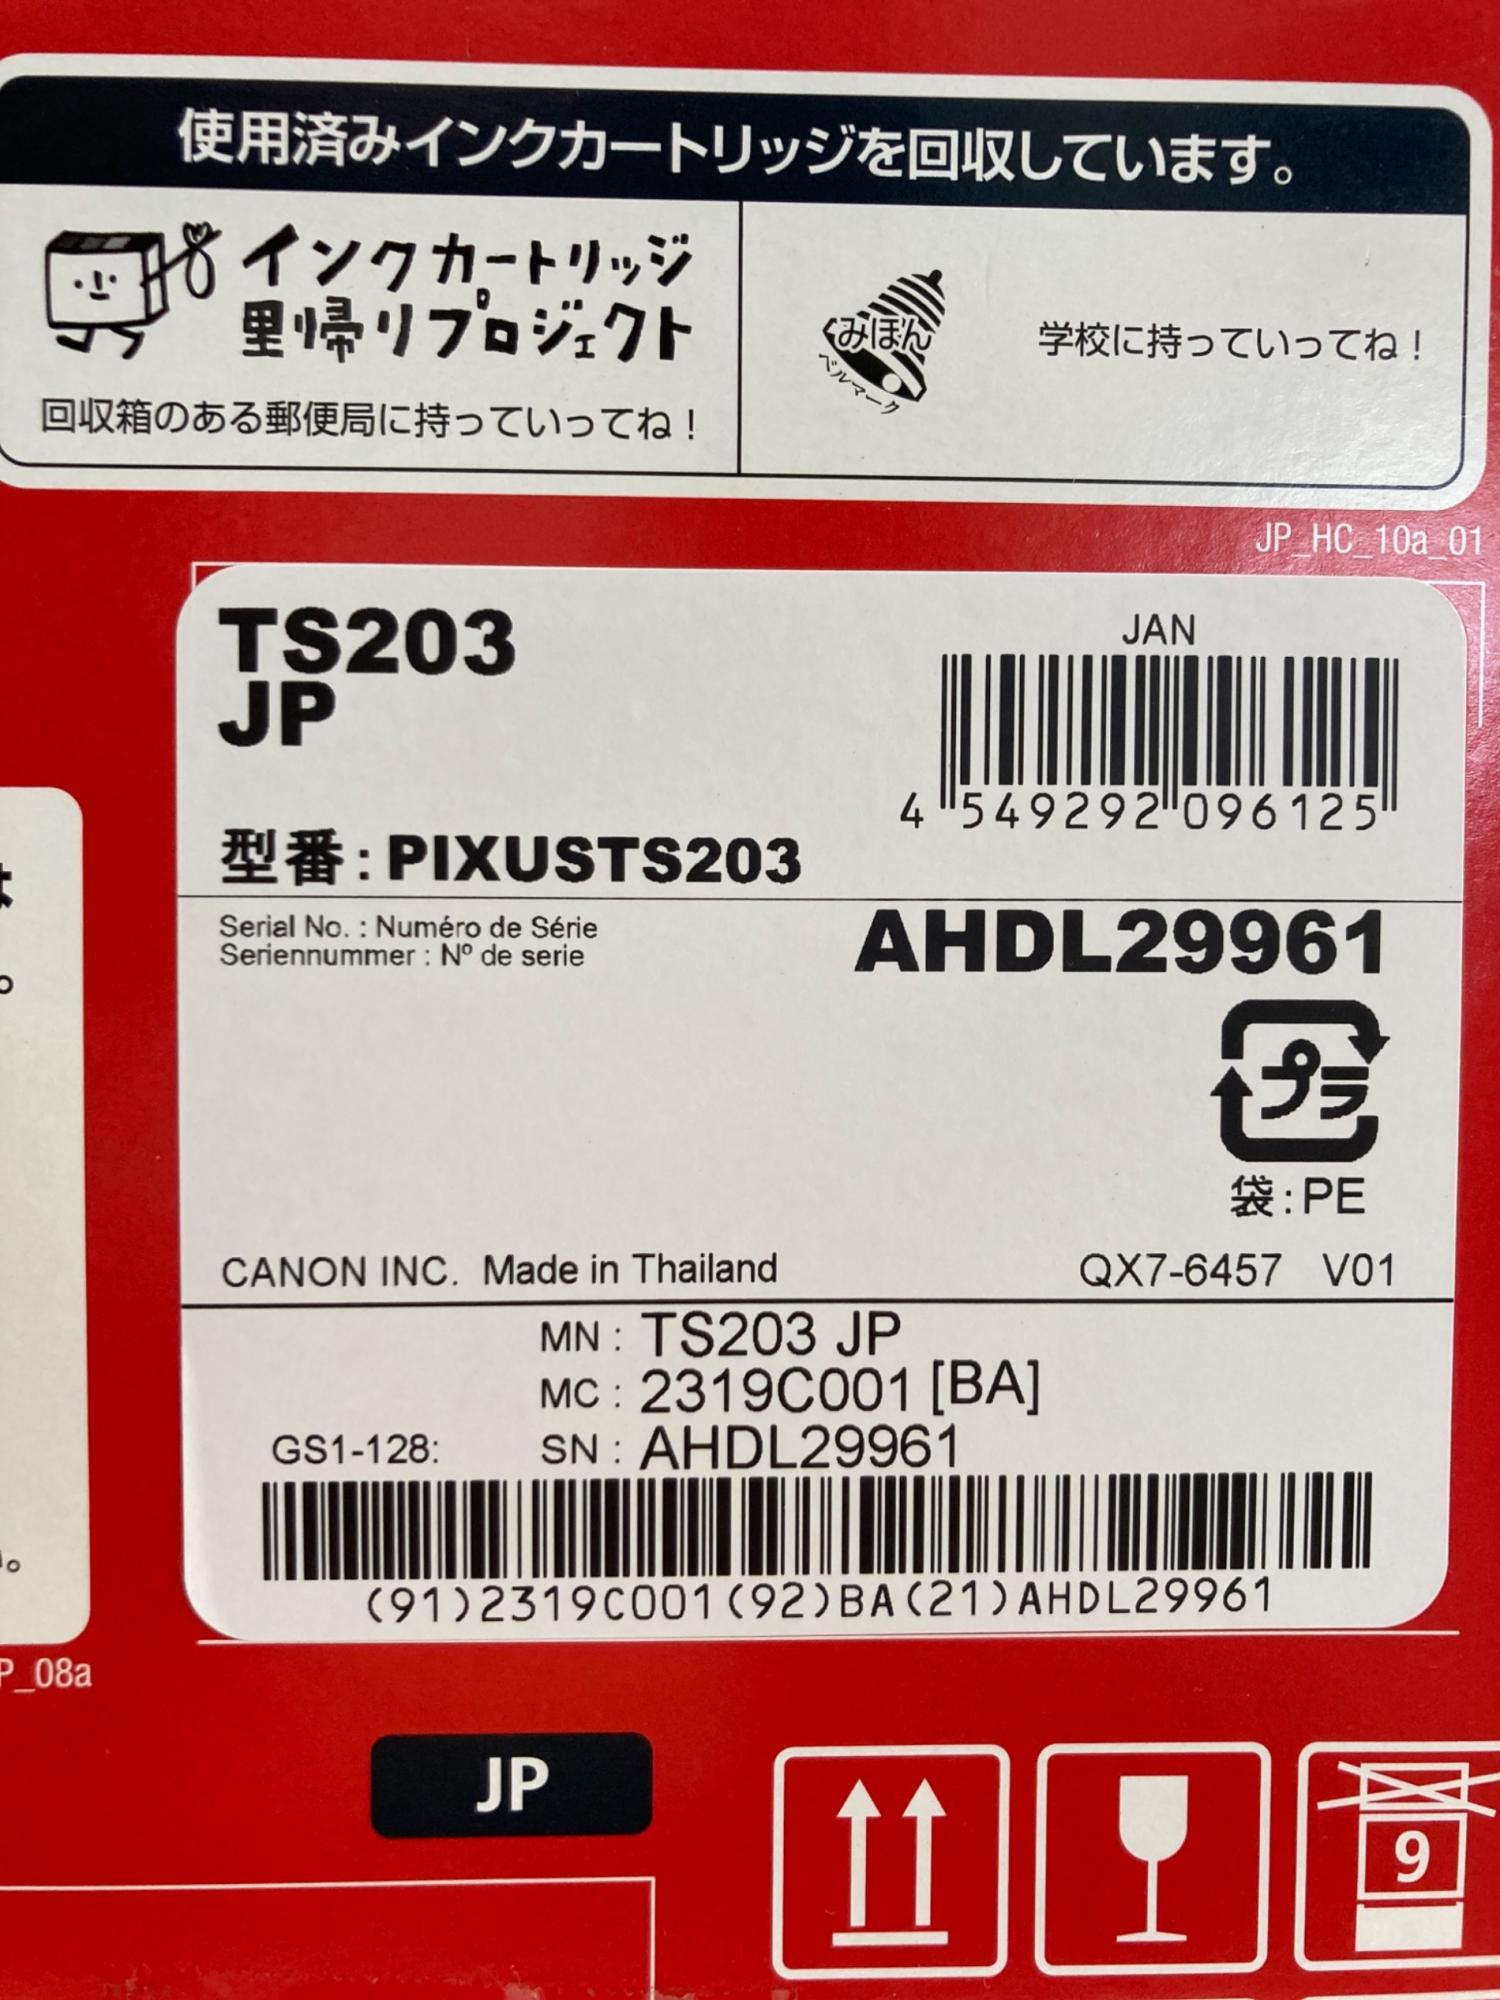 使用済みインクカートリッジを回収しています。
インクカートリッジ
里帰りプロジェクト
回収箱のある郵便局に持っていってね！
みほん
ベルマーク
学校に持っていってね！
JP_HC_10a_01
TS203
JP
JAN
4 549292 096125
型番:PIXUSTS203
Serial No. : Numéro de Série
Seriennummer : Nº de serie
AHDL29961
プラ
袋:PE
CANON INC. Made in Thailand
QX7-6457 V01
MN : TS203 JP
MC : 2319C001 [BA]
GS1-128: SN : AHDL29961
(91)2319C001(92)BA(21)AHDL29961
P_08a
JP
9